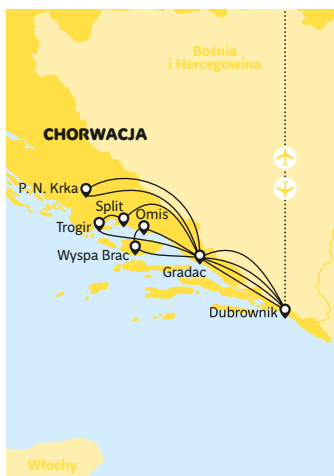 Bośnia
i Hercegowina
CHORWACJA
P. N. Krka
Split
Omis
Trogir
Wyspa Brac
Gradac
Dubrownik
Włochy